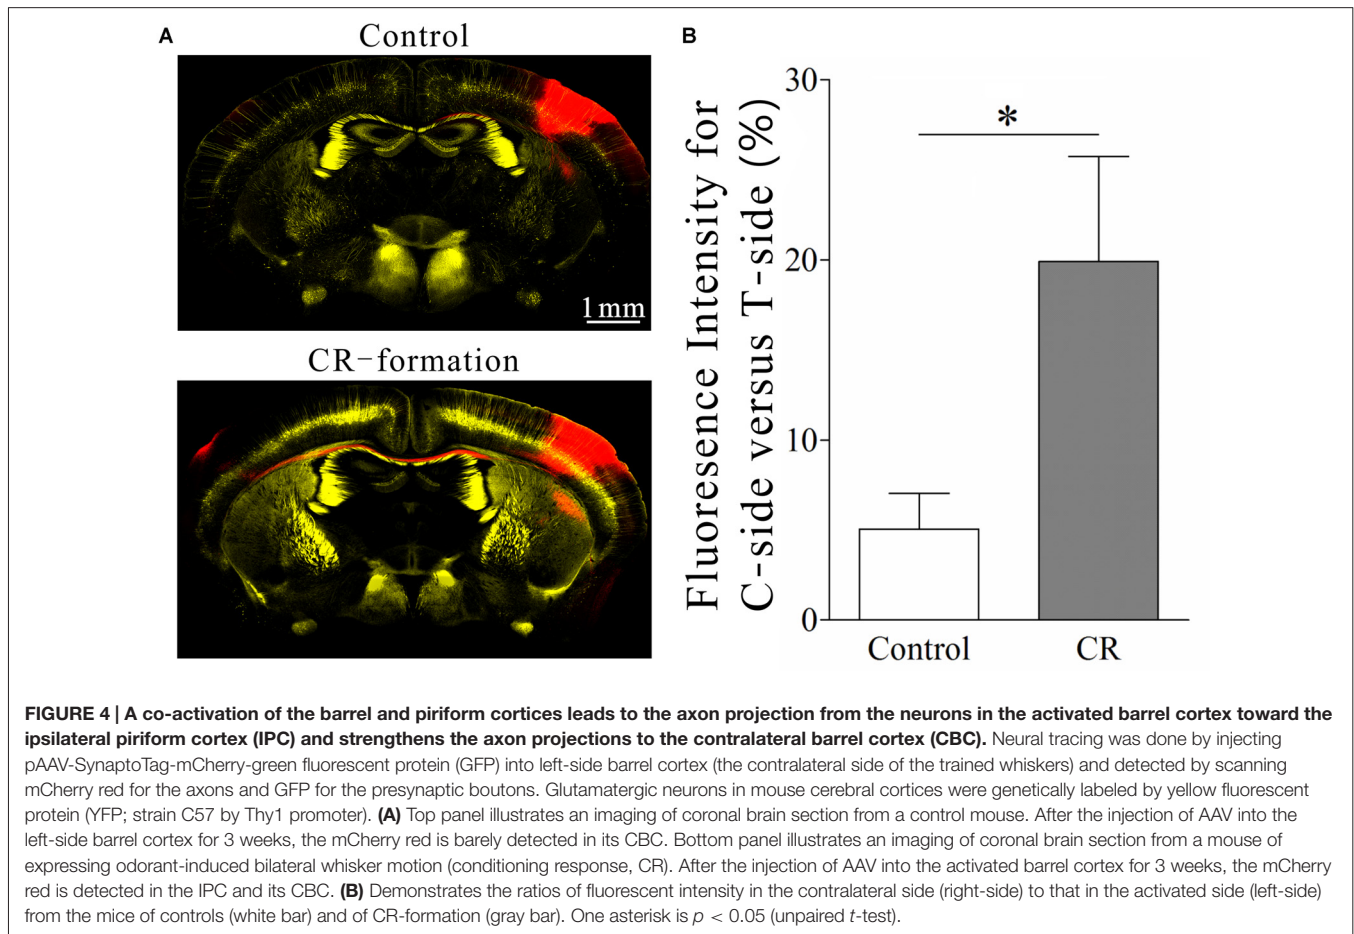 A
Control
1 mm
CR-formation
B
Fluoresence Intensity for
C-side versus T-side (%)
30
20
10
0
*
Control
CR
FIGURE 4 | A co-activation of the barrel and piriform cortices leads to the axon projection from the neurons in the activated barrel cortex toward the
ipsilateral piriform cortex (IPC) and strengthens the axon projections to the contralateral barrel cortex (CBC). Neural tracing was done by injecting
pAAV-SynaptoTag-mCherry-green fluorescent protein (GFP) into left-side barrel cortex (the contralateral side of the trained whiskers) and detected by scanning
mCherry red for the axons and GFP for the presynaptic boutons. Glutamatergic neurons in mouse cerebral cortices were genetically labeled by yellow fluorescent
protein (YFP; strain C57 by Thy1 promoter). (A) Top panel illustrates an imaging of coronal brain section from a control mouse. After the injection of AAV into the
left-side barrel cortex for 3 weeks, the mCherry red is barely detected in its CBC. Bottom panel illustrates an imaging of coronal brain section from a mouse of
expressing odorant-induced bilateral whisker motion (conditioning response, CR). After the injection of AAV into the activated barrel cortex for 3 weeks, the mCherry
red is detected in the IPC and its CBC. (B) Demonstrates the ratios of fluorescent intensity in the contralateral side (right-side) to that in the activated side (left-side)
from the mice of controls (white bar) and of CR-formation (gray bar). One asterisk is p < 0.05 (unpaired t-test).